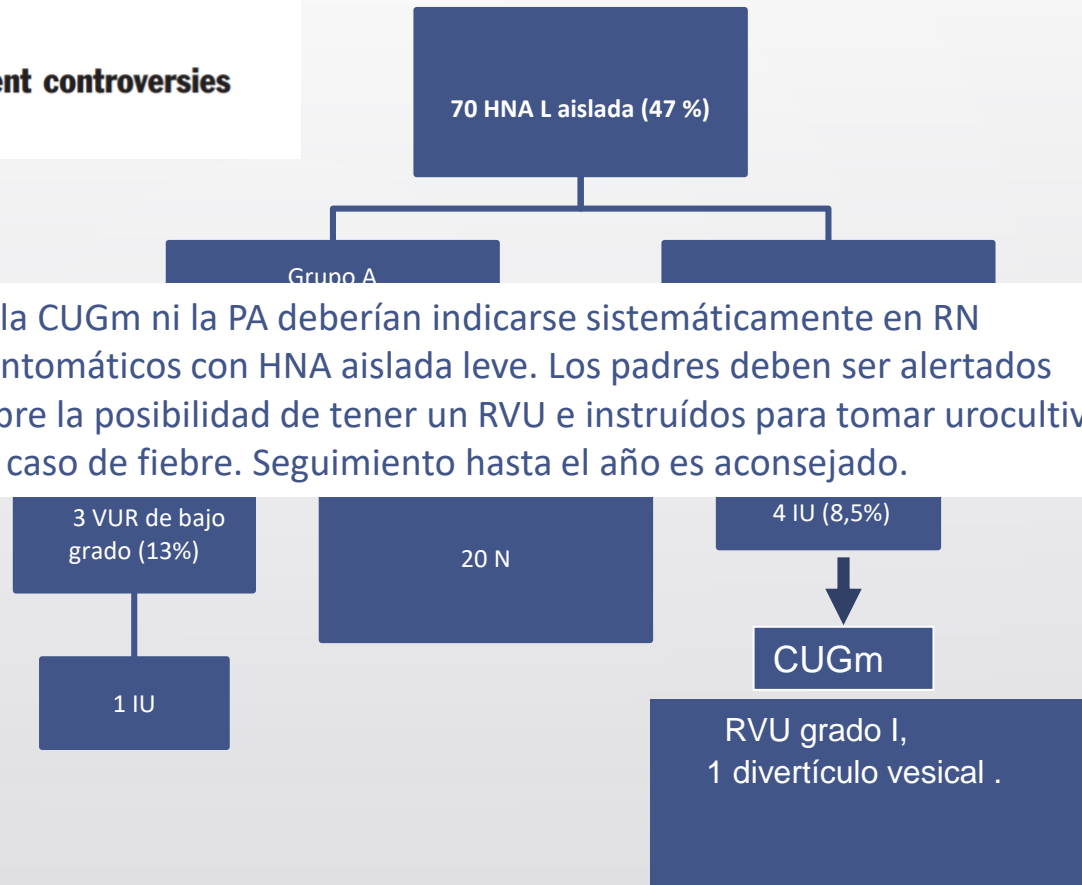 ent controversies
70 HNA L aislada (47 %)
Grupo A
la CUGm ni la PA deberían indicarse sistemáticamente en RN
ntomáticos con HNA aislada leve. Los padres deben ser alertados
bre la posibilidad de tener un RVU e instruídos para tomar urocultiv
caso de fiebre. Seguimiento hasta el año es aconsejado.
3 VUR de bajo
grado (13%)
20 N
4 IU (8,5%)
CUGm
1 IU
RVU grado I,
1 divertículo vesical .